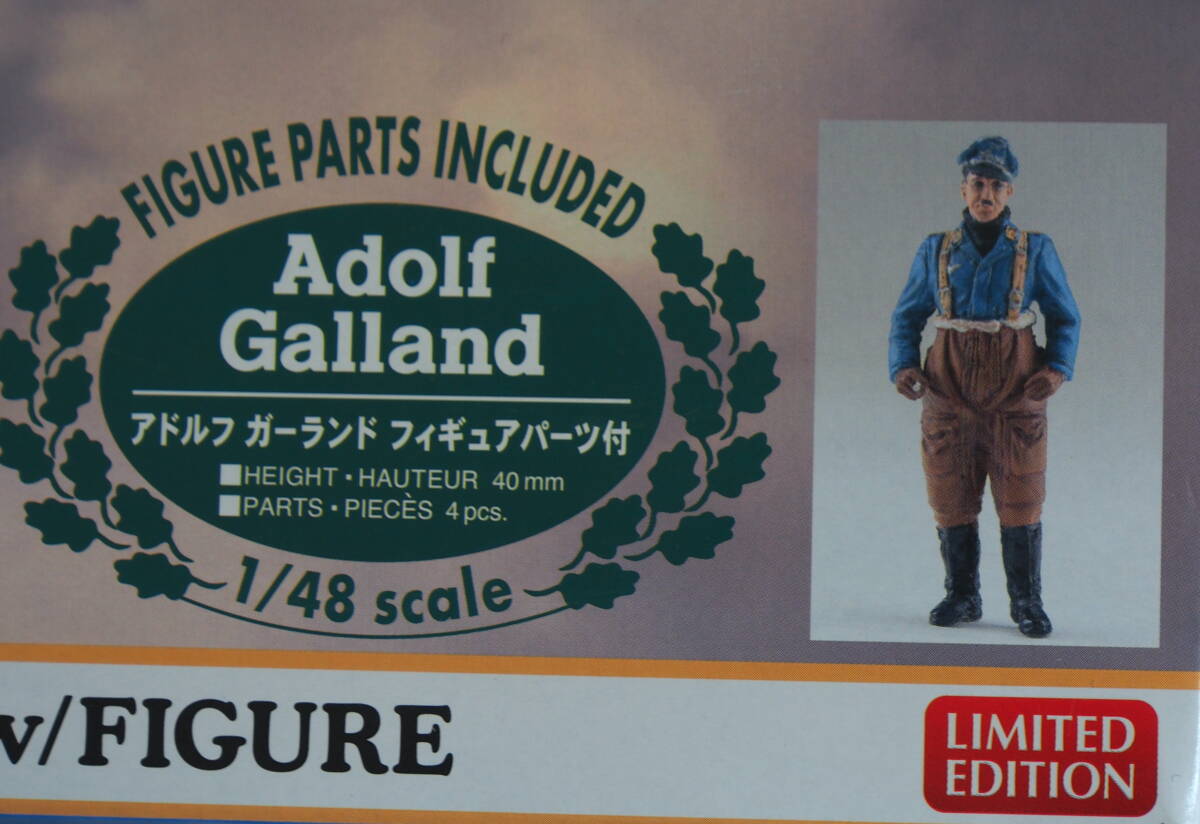 FIGURE PARTS INCLUDED
Adolf
Galland
アドルフ ガーランド フィギュアパーツ付
■HEIGHT・HAUTEUR 40mm
■PARTS・PIECÈS 4pcs.
1/48 scale
w/FIGURE
LIMITED
EDITION